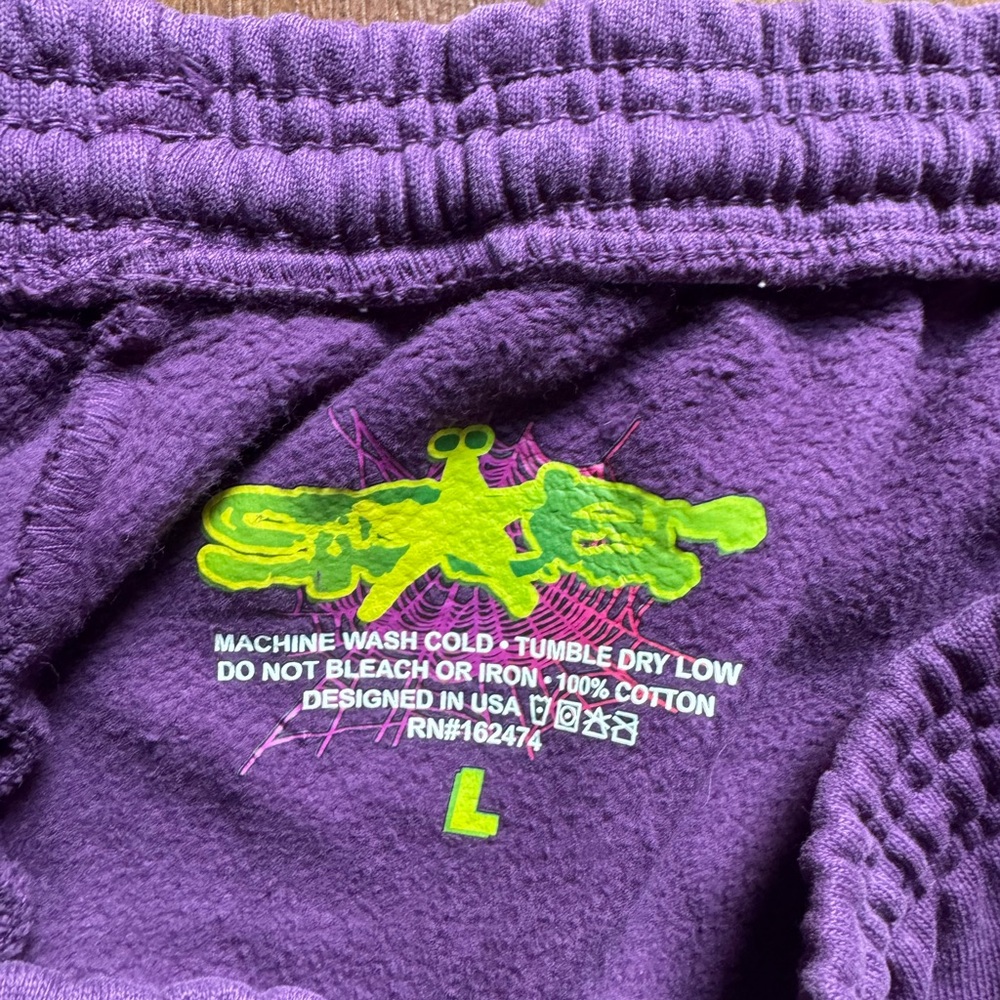 MACHINE WASH COLD • TUMBLE DRY LOW
DO NOT BLEACH OR IRON • 100% COTTON
DESIGNED IN USA
RN#162474
L